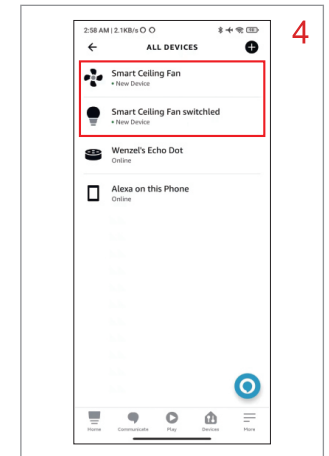 4
2:58 AM | 2.1KB/s
ALL DEVICES
Smart Ceiling Fan
• New Device
Smart Ceiling Fan switchled
• New Device
Wenzel's Echo Dot
Online
Alexa on this Phone
Online
Home Communicate Play Devices More